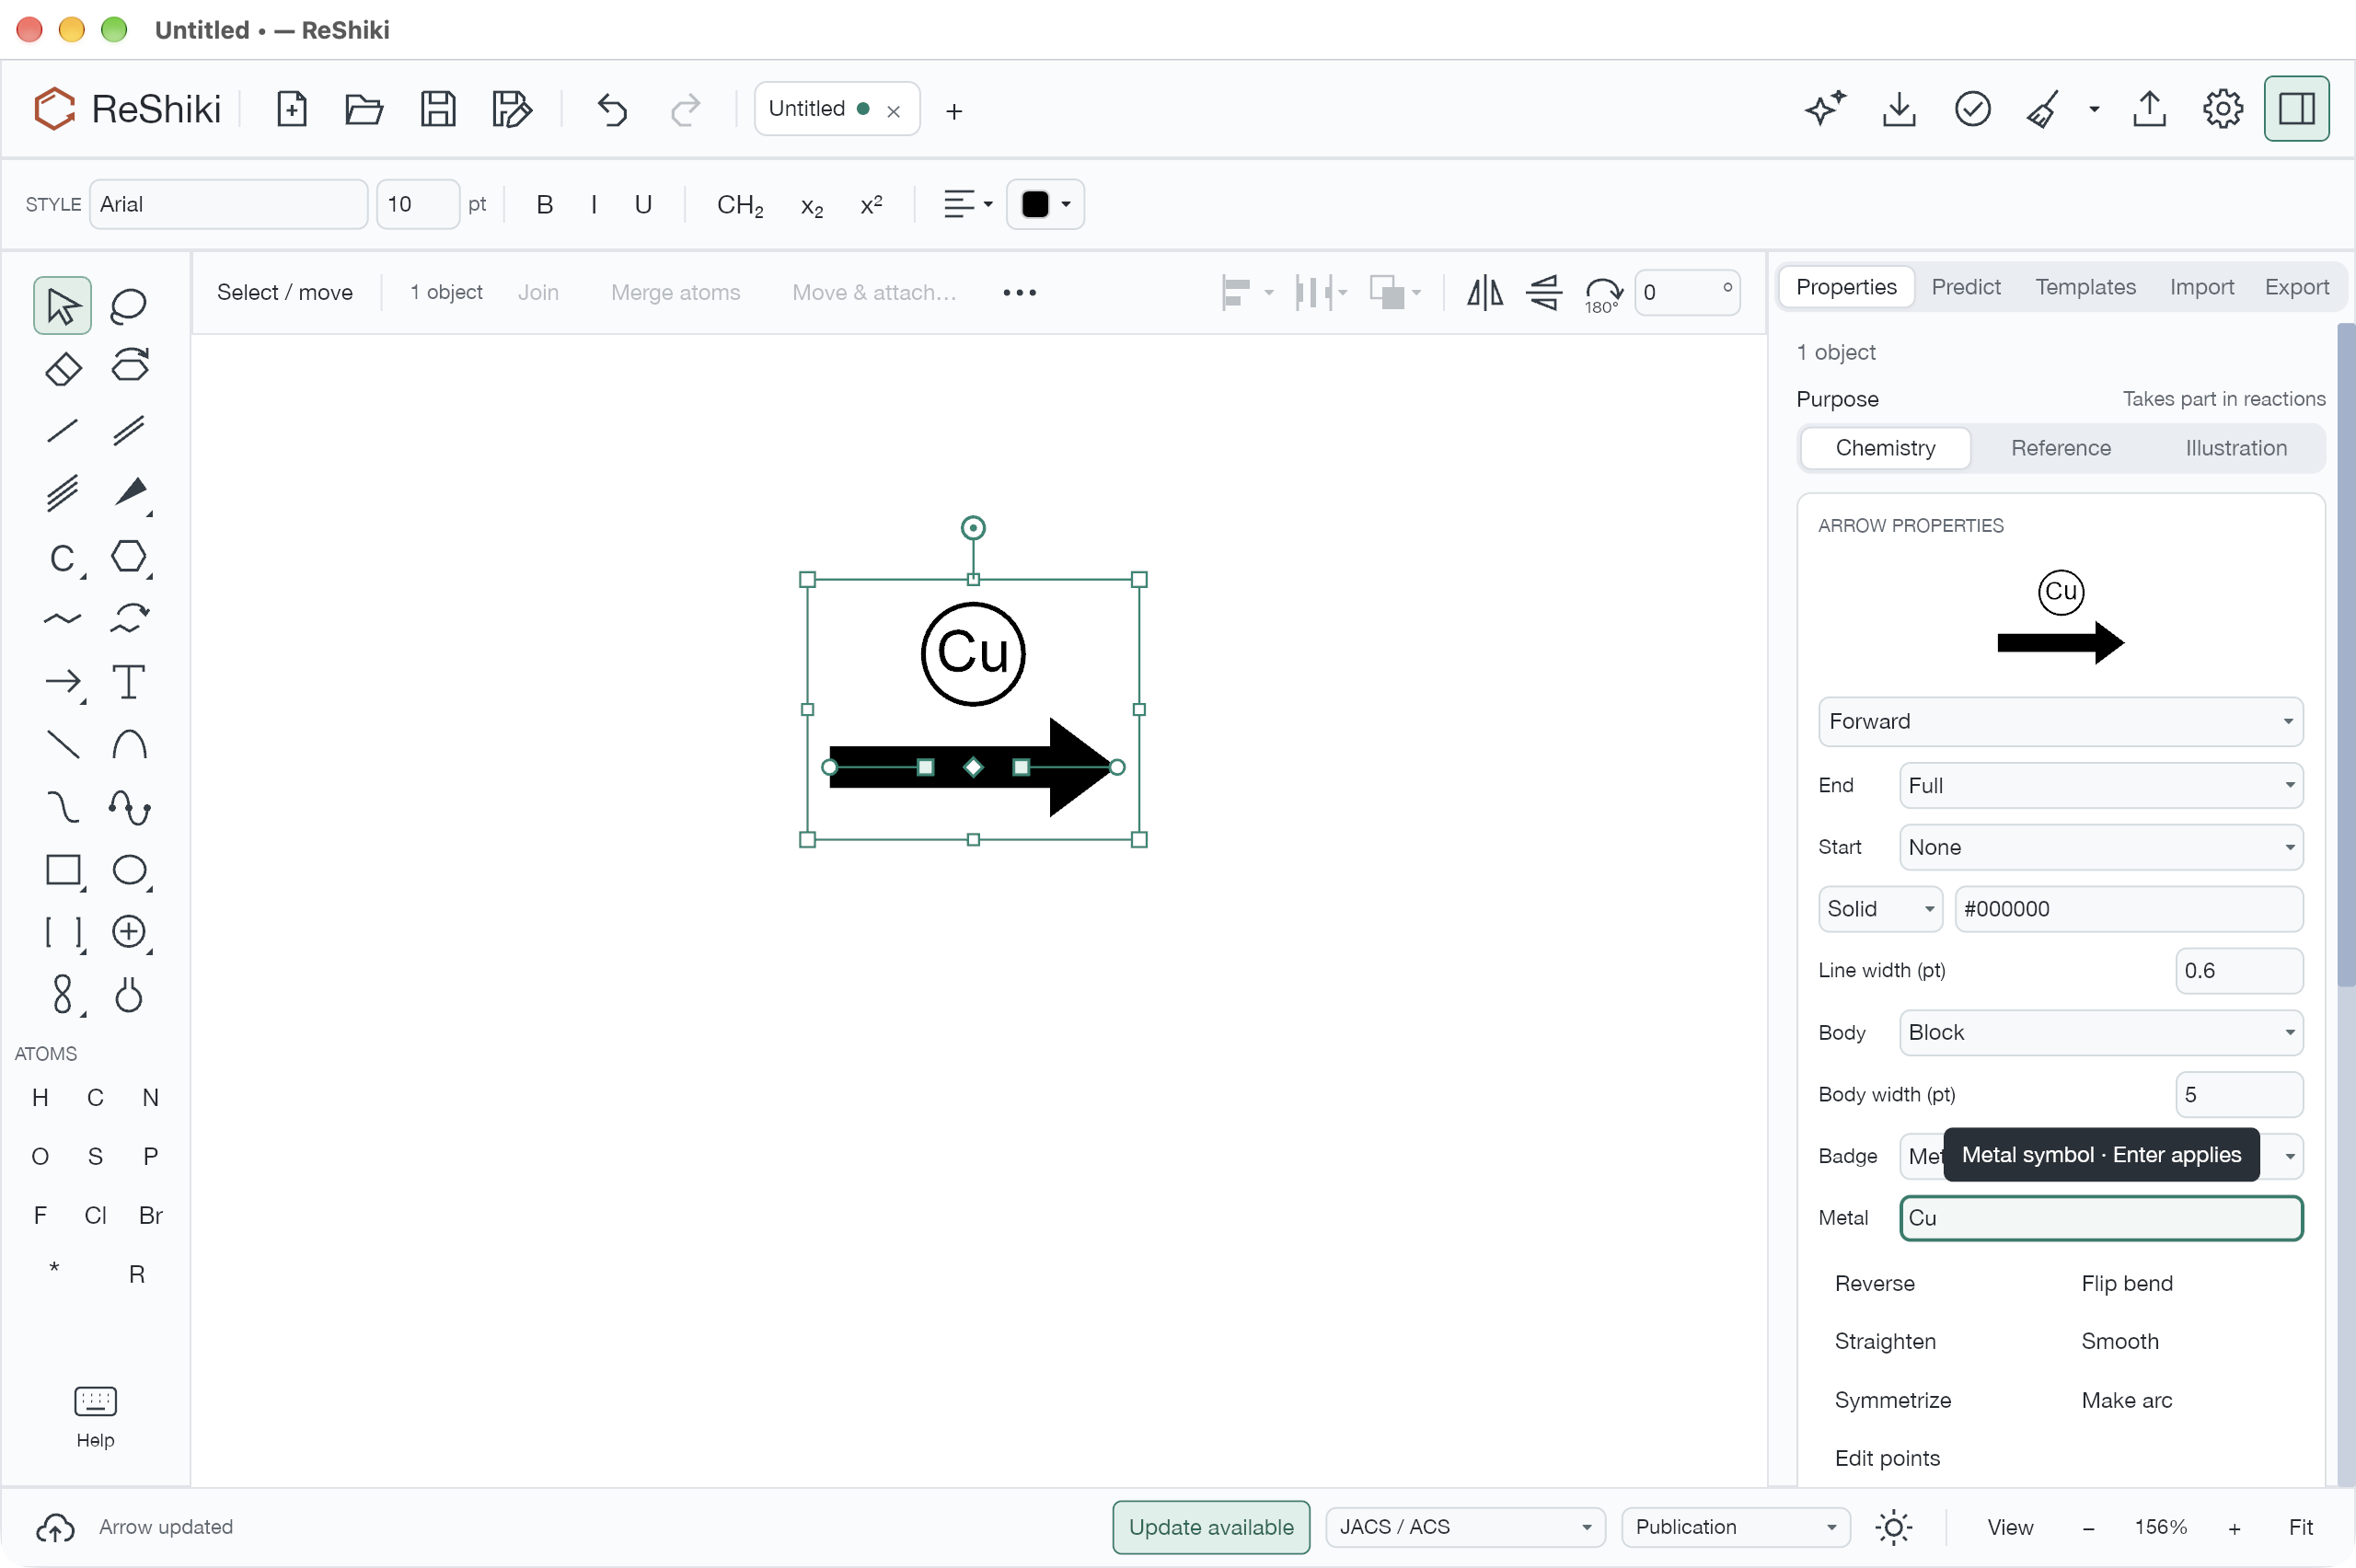 Untitled • — ReShiki
ReShiki
Untitled
STYLE Arial 10 pt B I U CH₂ x₂ x²
Select / move 1 object Join Merge atoms Move & attach... 180° 0 °
Properties Predict Templates Import Export
1 object
Purpose Takes part in reactions
Chemistry Reference Illustration
ARROW PROPERTIES
Cu
Cu
Forward
End Full
Start None
Solid #000000
Line width (pt) 0.6
Body Block
Body width (pt) 5
Badge Met
Metal symbol · Enter applies
Metal Cu
Reverse Flip bend
Straighten Smooth
Symmetrize Make arc
Edit points
C
T
ATOMS
H C N
O S P
F Cl Br
* R
Help
Arrow updated Update available JACS / ACS Publication View – 156% + Fit